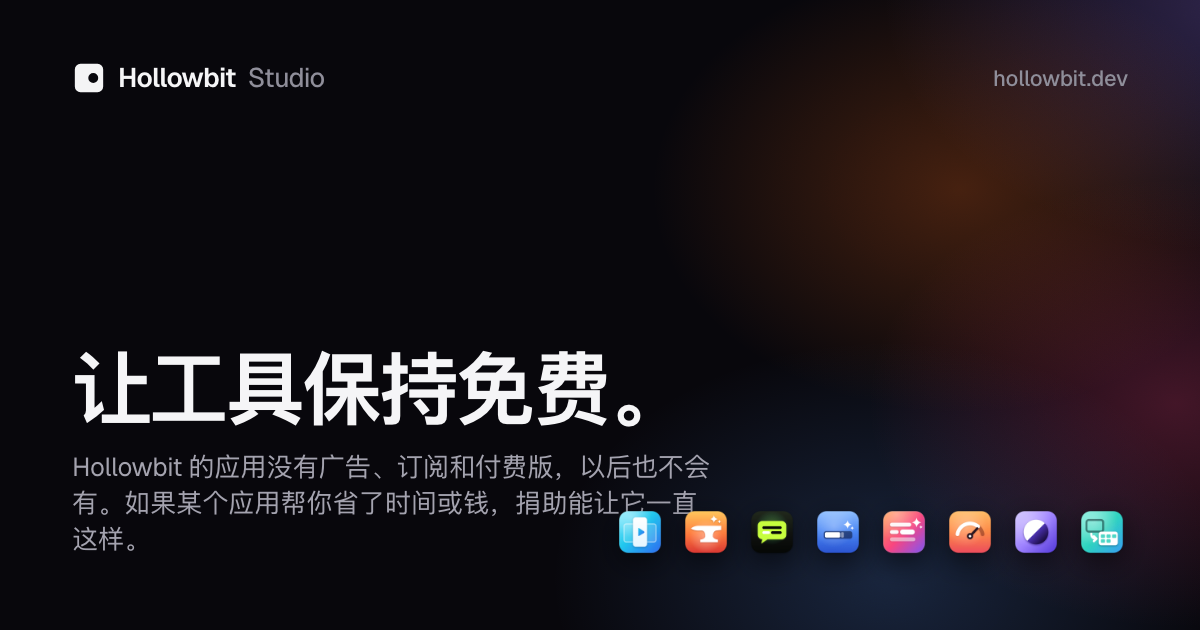 Hollowbit Studio
hollowbit.dev
让工具保持免费。
Hollowbit 的应用没有广告、订阅和付费版，以后也不会
有。如果某个应用帮你省了时间或钱，捐助能让它一直
这样。